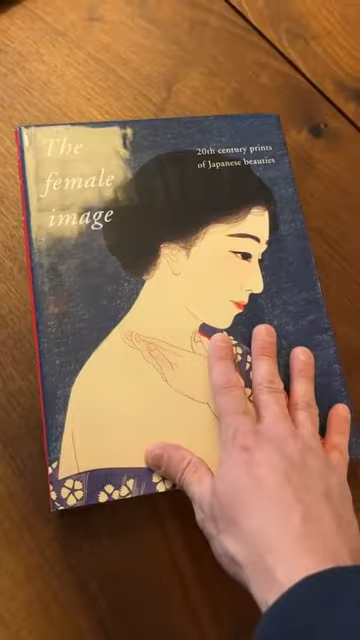 The
female
image
20th century prints
of Japanese beauties